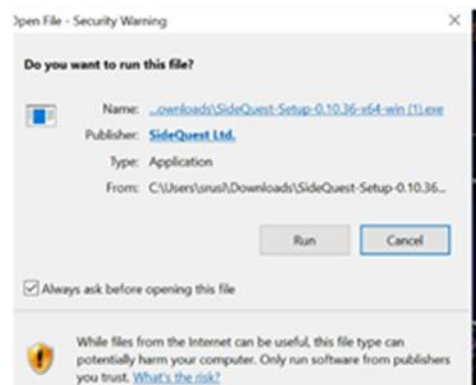 Open File - Security Warning
Do you want to run this file?
Name: ...ownloads\SideQuest-Setup-0.10.36-x64-win (1).exe
Publisher: SideQuest Ltd.
Type: Application
From: C:\Users\srusl\Downloads\SideQuest-Setup-0.10.36...
Run Cancel
Always ask before opening this file
While files from the Internet can be useful, this file type can
potentially harm your computer. Only run software from publishers
you trust. What's the risk?